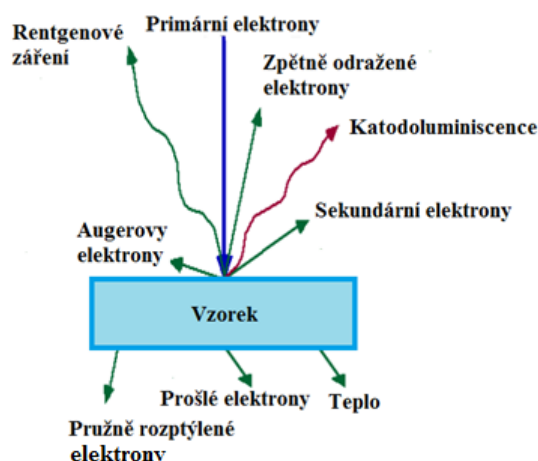 Primární elektrony
Rentgenové
záření
Zpětně odražené
elektrony
Katodoluminiscence
Sekundární elektrony
Augerovy
elektrony
Vzorek
Prošlé elektrony
Teplo
Pružně rozptýlené
elektrony